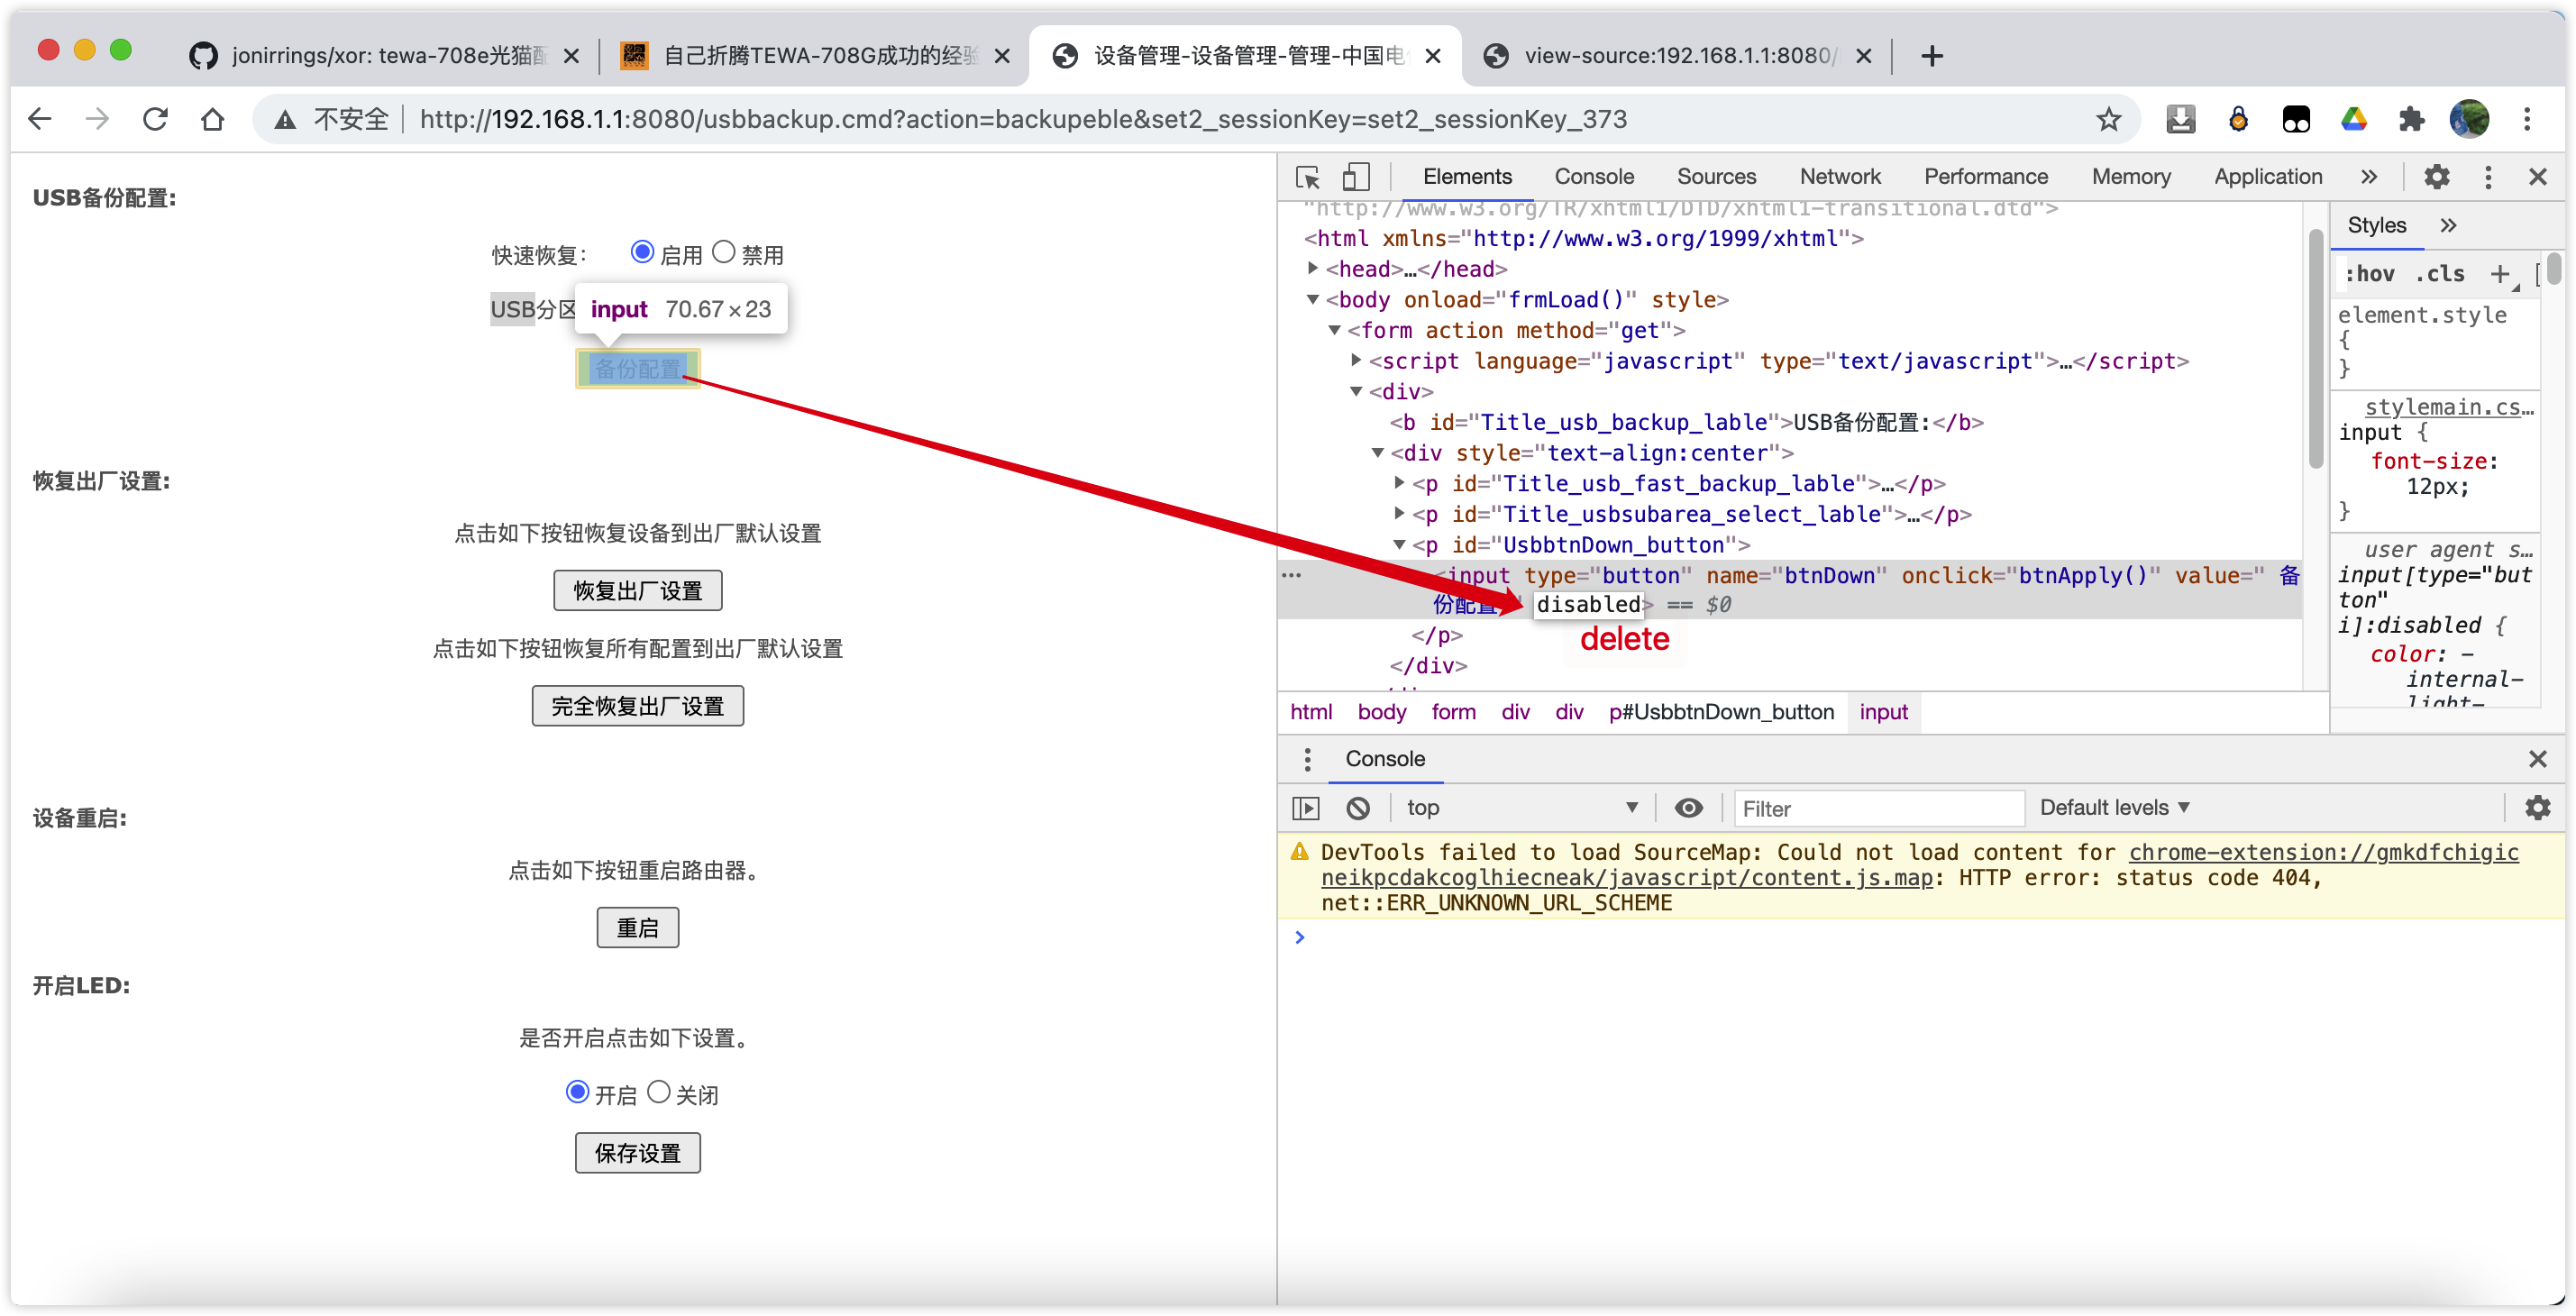 jonirrings/xor: tewa-708e光猫配
自己折腾TEWA-708G成功的经验
设备管理-设备管理-管理-中国电
view-source:192.168.1.1:8080/
不安全
http://192.168.1.1:8080/usbbackup.cmd?action=backupeble&set2_sessionKey=set2_sessionKey_373
USB备份配置:
快速恢复: 启用 禁用
USB分区
input 70.67×23
备份配置
恢复出厂设置:
点击如下按钮恢复设备到出厂默认设置
恢复出厂设置
点击如下按钮恢复所有配置到出厂默认设置
完全恢复出厂设置
设备重启:
点击如下按钮重启路由器。
重启
开启LED:
是否开启点击如下设置。
开启 关闭
保存设置
Elements Console Sources Network Performance Memory Application »
"http://www.w3.org/TR/xhtml1/DTD/xhtml1-transitional.dtd">
<html xmlns="http://www.w3.org/1999/xhtml">
<head>…</head>
<body onload="frmLoad()" style>
<form action method="get">
<script language="javascript" type="text/javascript">…</script>
<div>
<b id="Title_usb_backup_lable">USB备份配置:</b>
<div style="text-align:center">
<p id="Title_usb_fast_backup_lable">…</p>
<p id="Title_usbsubarea_select_lable">…</p>
<p id="UsbbtnDown_button">
<input type="button" name="btnDown" onclick="btnApply()" value=" 备
份配置 disabled> == $0
delete
</p>
</div>
html body form div div p#UsbbtnDown_button input
Styles »
:hov .cls +
element.style
{
}
stylemain.cs…
input {
font-size:
12px;
}
user agent s…
input[type="but
ton"
i]:disabled {
color: -
internal-
light-
Console
top
Filter
Default levels
DevTools failed to load SourceMap: Could not load content for chrome-extension://gmkdfchigic
neikpcdakcoglhiecneak/javascript/content.js.map: HTTP error: status code 404,
net::ERR_UNKNOWN_URL_SCHEME